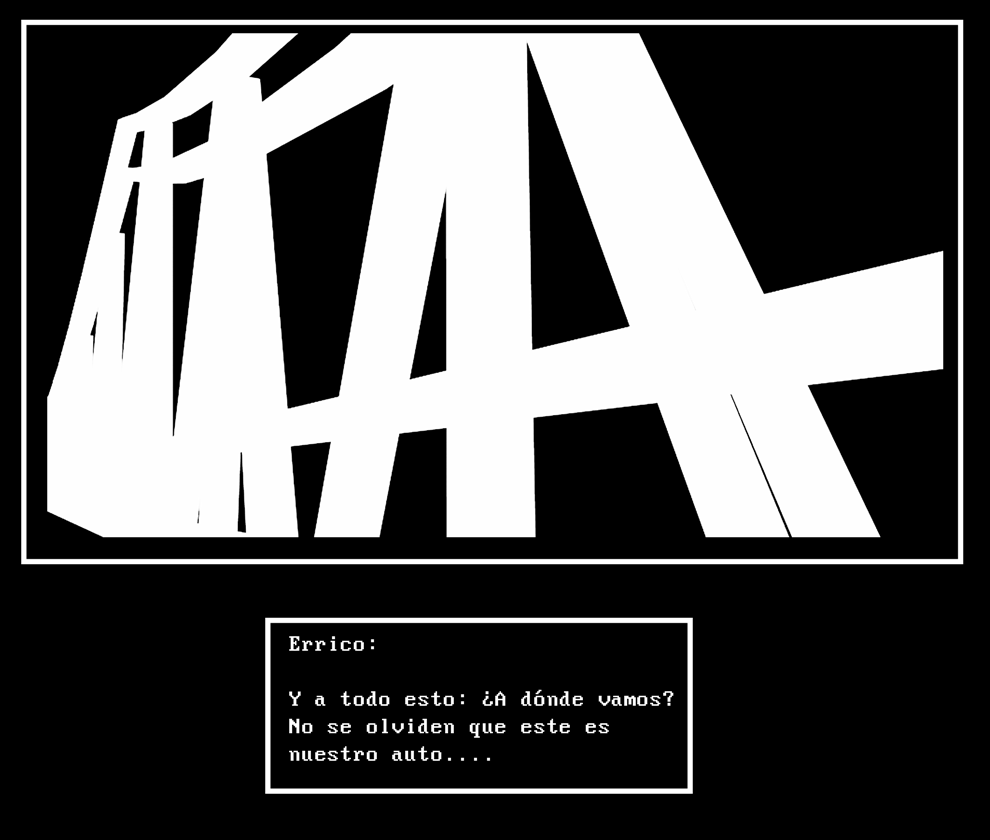 Errico:
Y a todo esto: ¿A dónde vamos?
No se olviden que este es
nuestro auto....